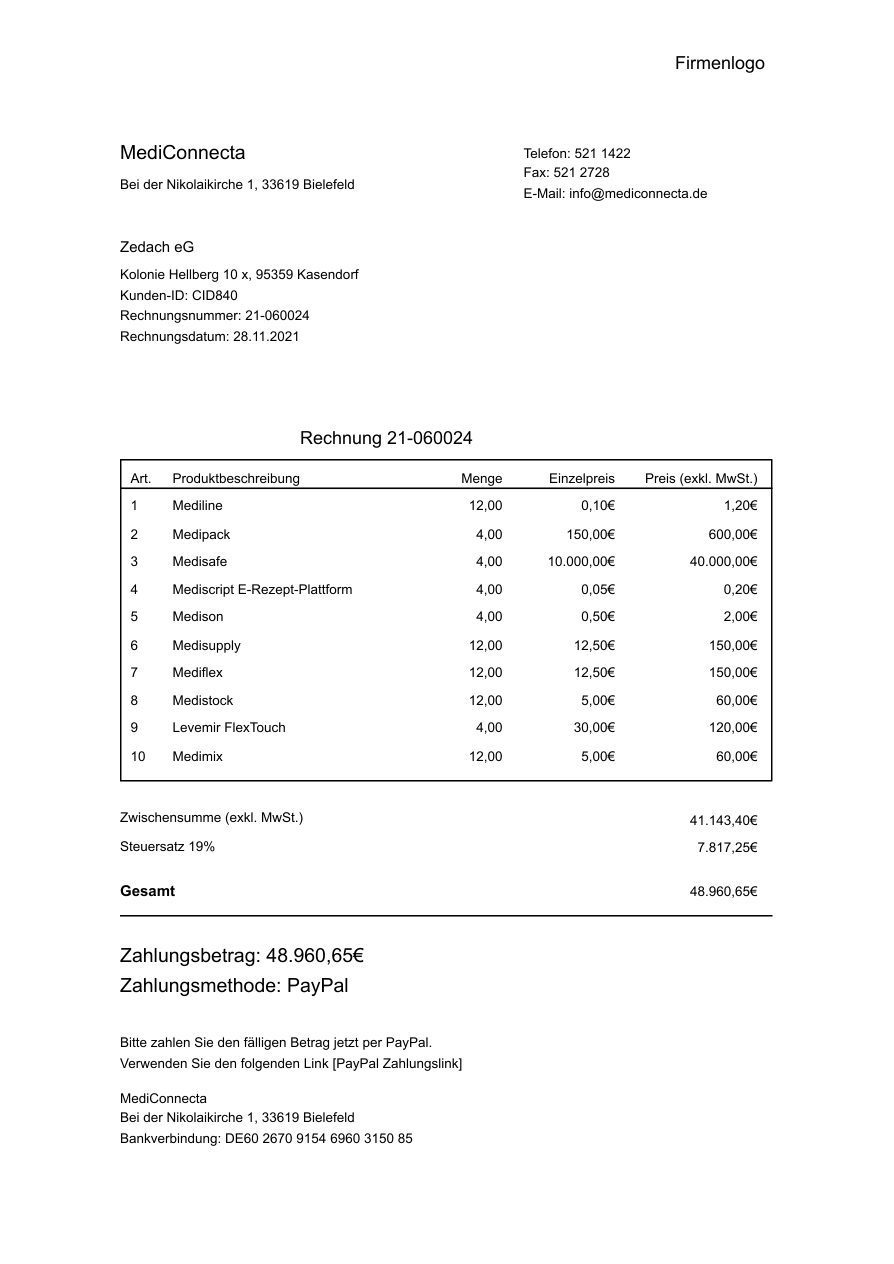 Firmenlogo
MediConnecta
Bei der Nikolaikirche 1, 33619 Bielefeld
Telefon: 521 1422
Fax: 521 2728
E-Mail: info@mediconnecta.de
Zedach eG
Kolonie Hellberg 10 x, 95359 Kasendorf
Kunden-ID: CID840
Rechnungsnummer: 21-060024
Rechnungsdatum: 28.11.2021
Rechnung 21-060024
Art. Produktbeschreibung Menge Einzelpreis Preis (exkl. MwSt.)
1 Mediline 12,00 0,10€ 1,20€
2 Medipack 4,00 150,00€ 600,00€
3 Medisafe 4,00 10.000,00€ 40.000,00€
4 Mediscript E-Rezept-Plattform 4,00 0,05€ 0,20€
5 Medison 4,00 0,50€ 2,00€
6 Medisupply 12,00 12,50€ 150,00€
7 Mediflex 12,00 12,50€ 150,00€
8 Medistock 12,00 5,00€ 60,00€
9 Levemir FlexTouch 4,00 30,00€ 120,00€
10 Medimix 12,00 5,00€ 60,00€
Zwischensumme (exkl. MwSt.) 41.143,40€
Steuersatz 19% 7.817,25€
Gesamt 48.960,65€
Zahlungsbetrag: 48.960,65€
Zahlungsmethode: PayPal
Bitte zahlen Sie den fälligen Betrag jetzt per PayPal.
Verwenden Sie den folgenden Link [PayPal Zahlungslink]
MediConnecta
Bei der Nikolaikirche 1, 33619 Bielefeld
Bankverbindung: DE60 2670 9154 6960 3150 85